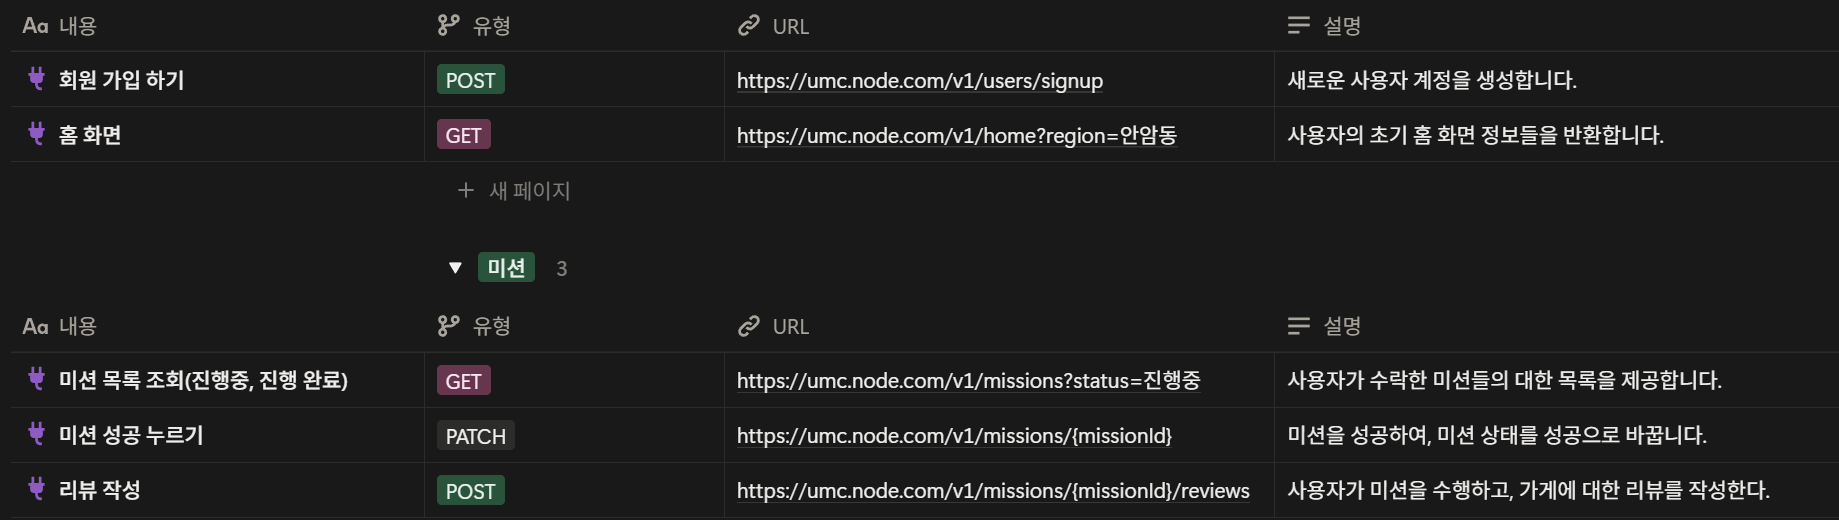 Aa 내용 유형 URL 설명
회원 가입 하기 POST https://umc.node.com/v1/users/signup 새로운 사용자 계정을 생성합니다.
홈 화면 GET https://umc.node.com/v1/home?region=안암동 사용자의 초기 홈 화면 정보들을 반환합니다.
+ 새 페이지
▼ 미션 3
Aa 내용 유형 URL 설명
미션 목록 조회(진행중, 진행 완료) GET https://umc.node.com/v1/missions?status=진행중 사용자가 수락한 미션들의 대한 목록을 제공합니다.
미션 성공 누르기 PATCH https://umc.node.com/v1/missions/{missionId} 미션을 성공하여, 미션 상태를 성공으로 바꿉니다.
리뷰 작성 POST https://umc.node.com/v1/missions/{missionId}/reviews 사용자가 미션을 수행하고, 가게에 대한 리뷰를 작성한다.